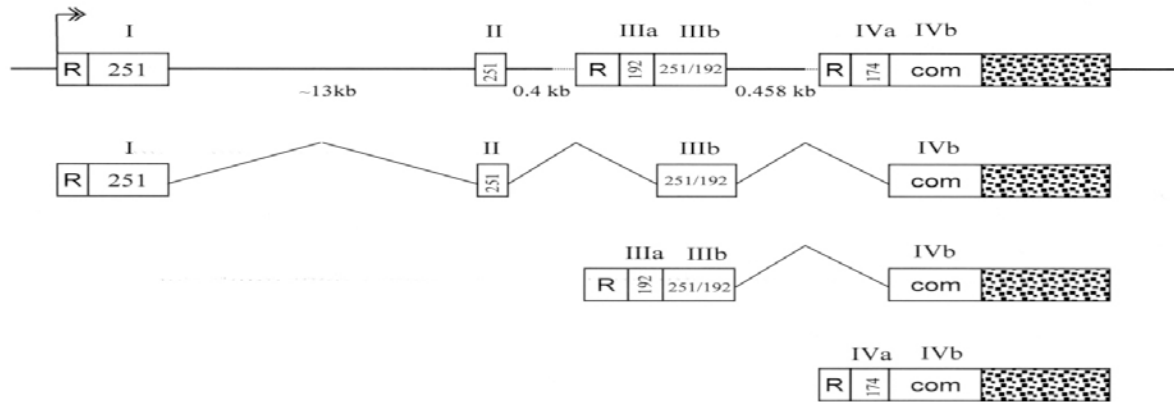 I II IIIa IIIb IVa IVb
R 251 251 R 192 251/192 R 174 com
~13kb 0.4 kb 0.458 kb
I II IIIb IVb
R 251 251 251/192 com
IIIa IIIb IVb
R 192 251/192 com
IVa IVb
R 174 com